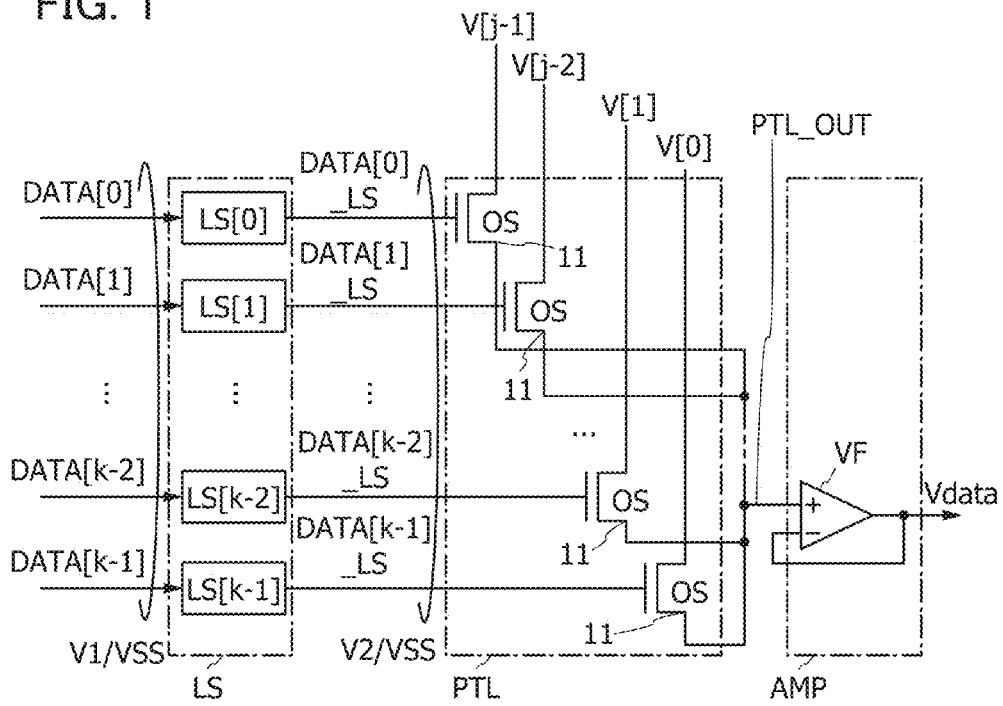 FIG. 1
V[j-1]
V[j-2]
V[1]
V[0]
PTL_OUT
DATA[0]
LS[0]
DATA[0]
_LS
OS
11
DATA[1]
LS[1]
DATA[1]
_LS
OS
11
⋮
⋮
⋮
...
DATA[k-2]
LS[k-2]
DATA[k-2]
_LS
OS
11
VF
+
−
Vdata
DATA[k-1]
LS[k-1]
DATA[k-1]
_LS
OS
11
V1/VSS
V2/VSS
LS
PTL
AMP